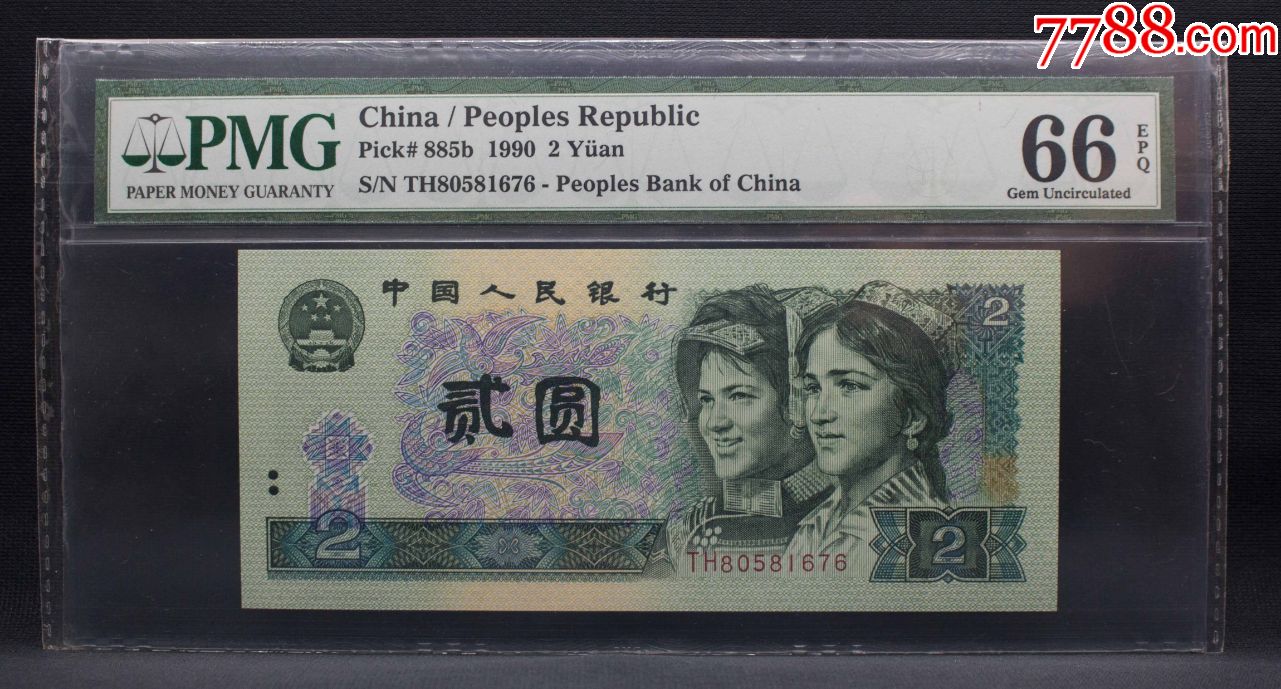 7788.com
PMG
PAPER MONEY GUARANTY
China / Peoples Republic
Pick# 885b 1990 2 Yüan
S/N TH80581676 - Peoples Bank of China
66 EPQ
Gem Uncirculated
中国人民银行
2
贰圆
2
TH80581676
2